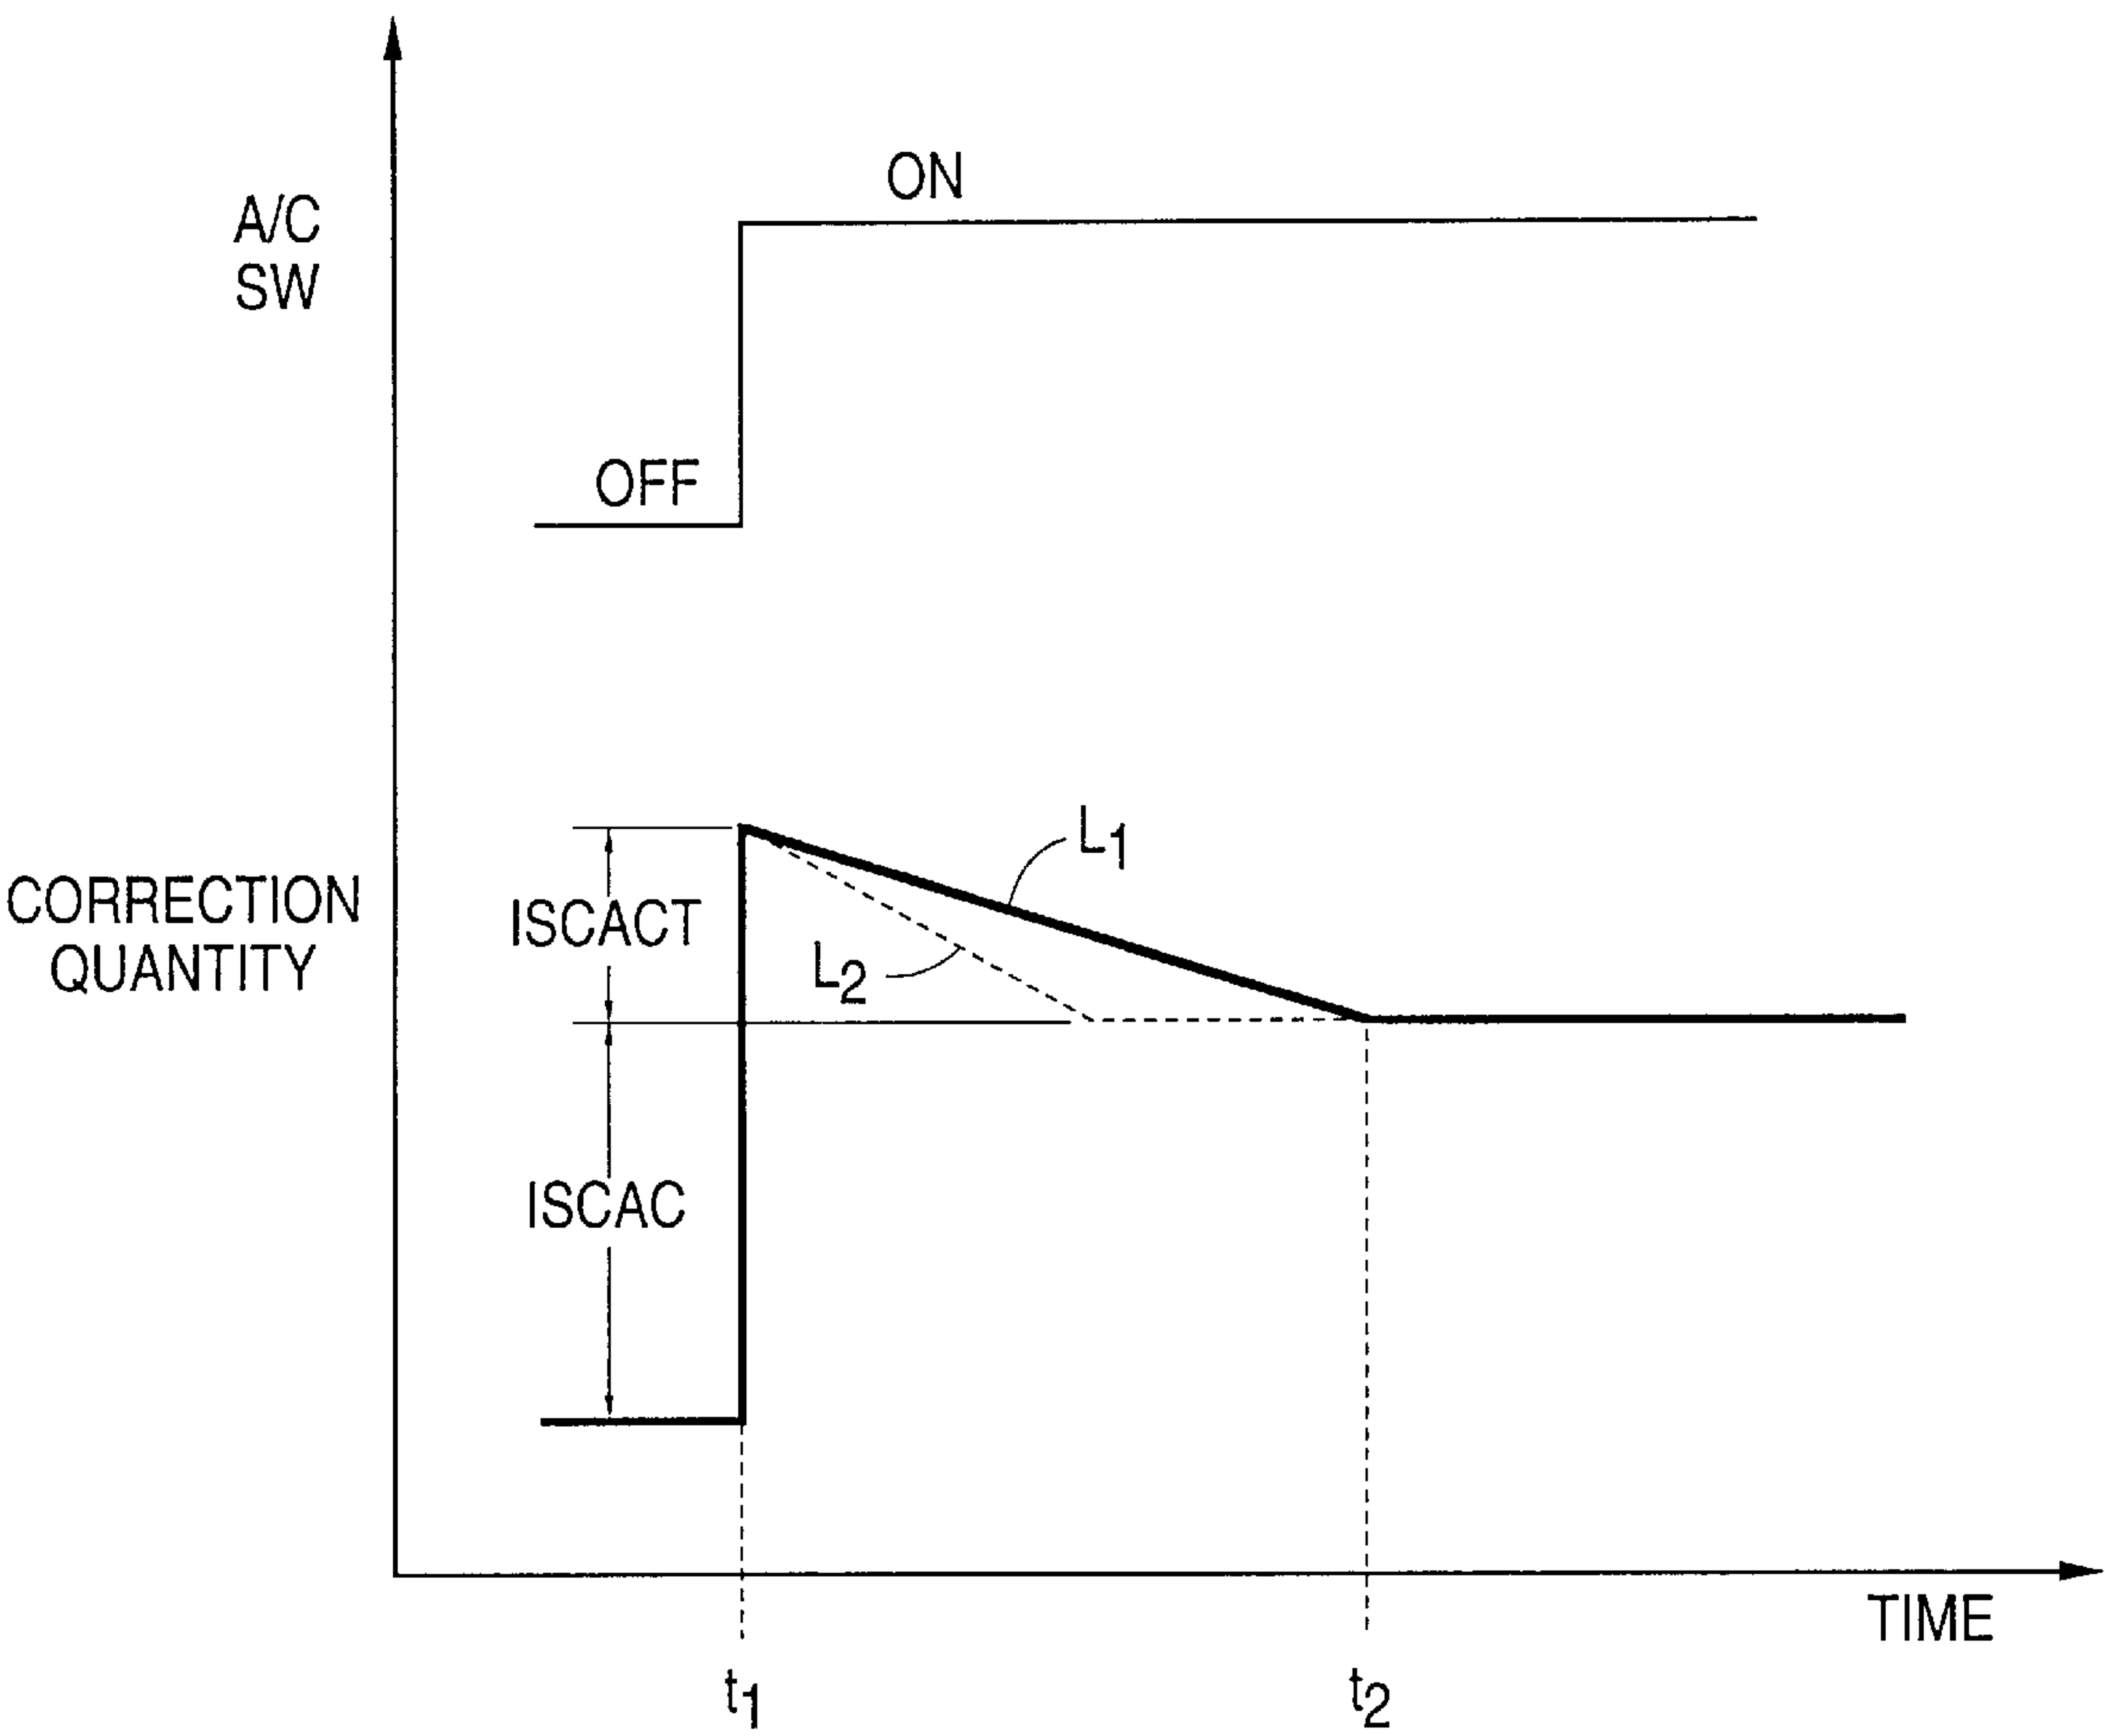 ON
A/C
SW
OFF
L1
CORRECTION
QUANTITY
ISCACT
L2
ISCAC
TIME
t1
t2